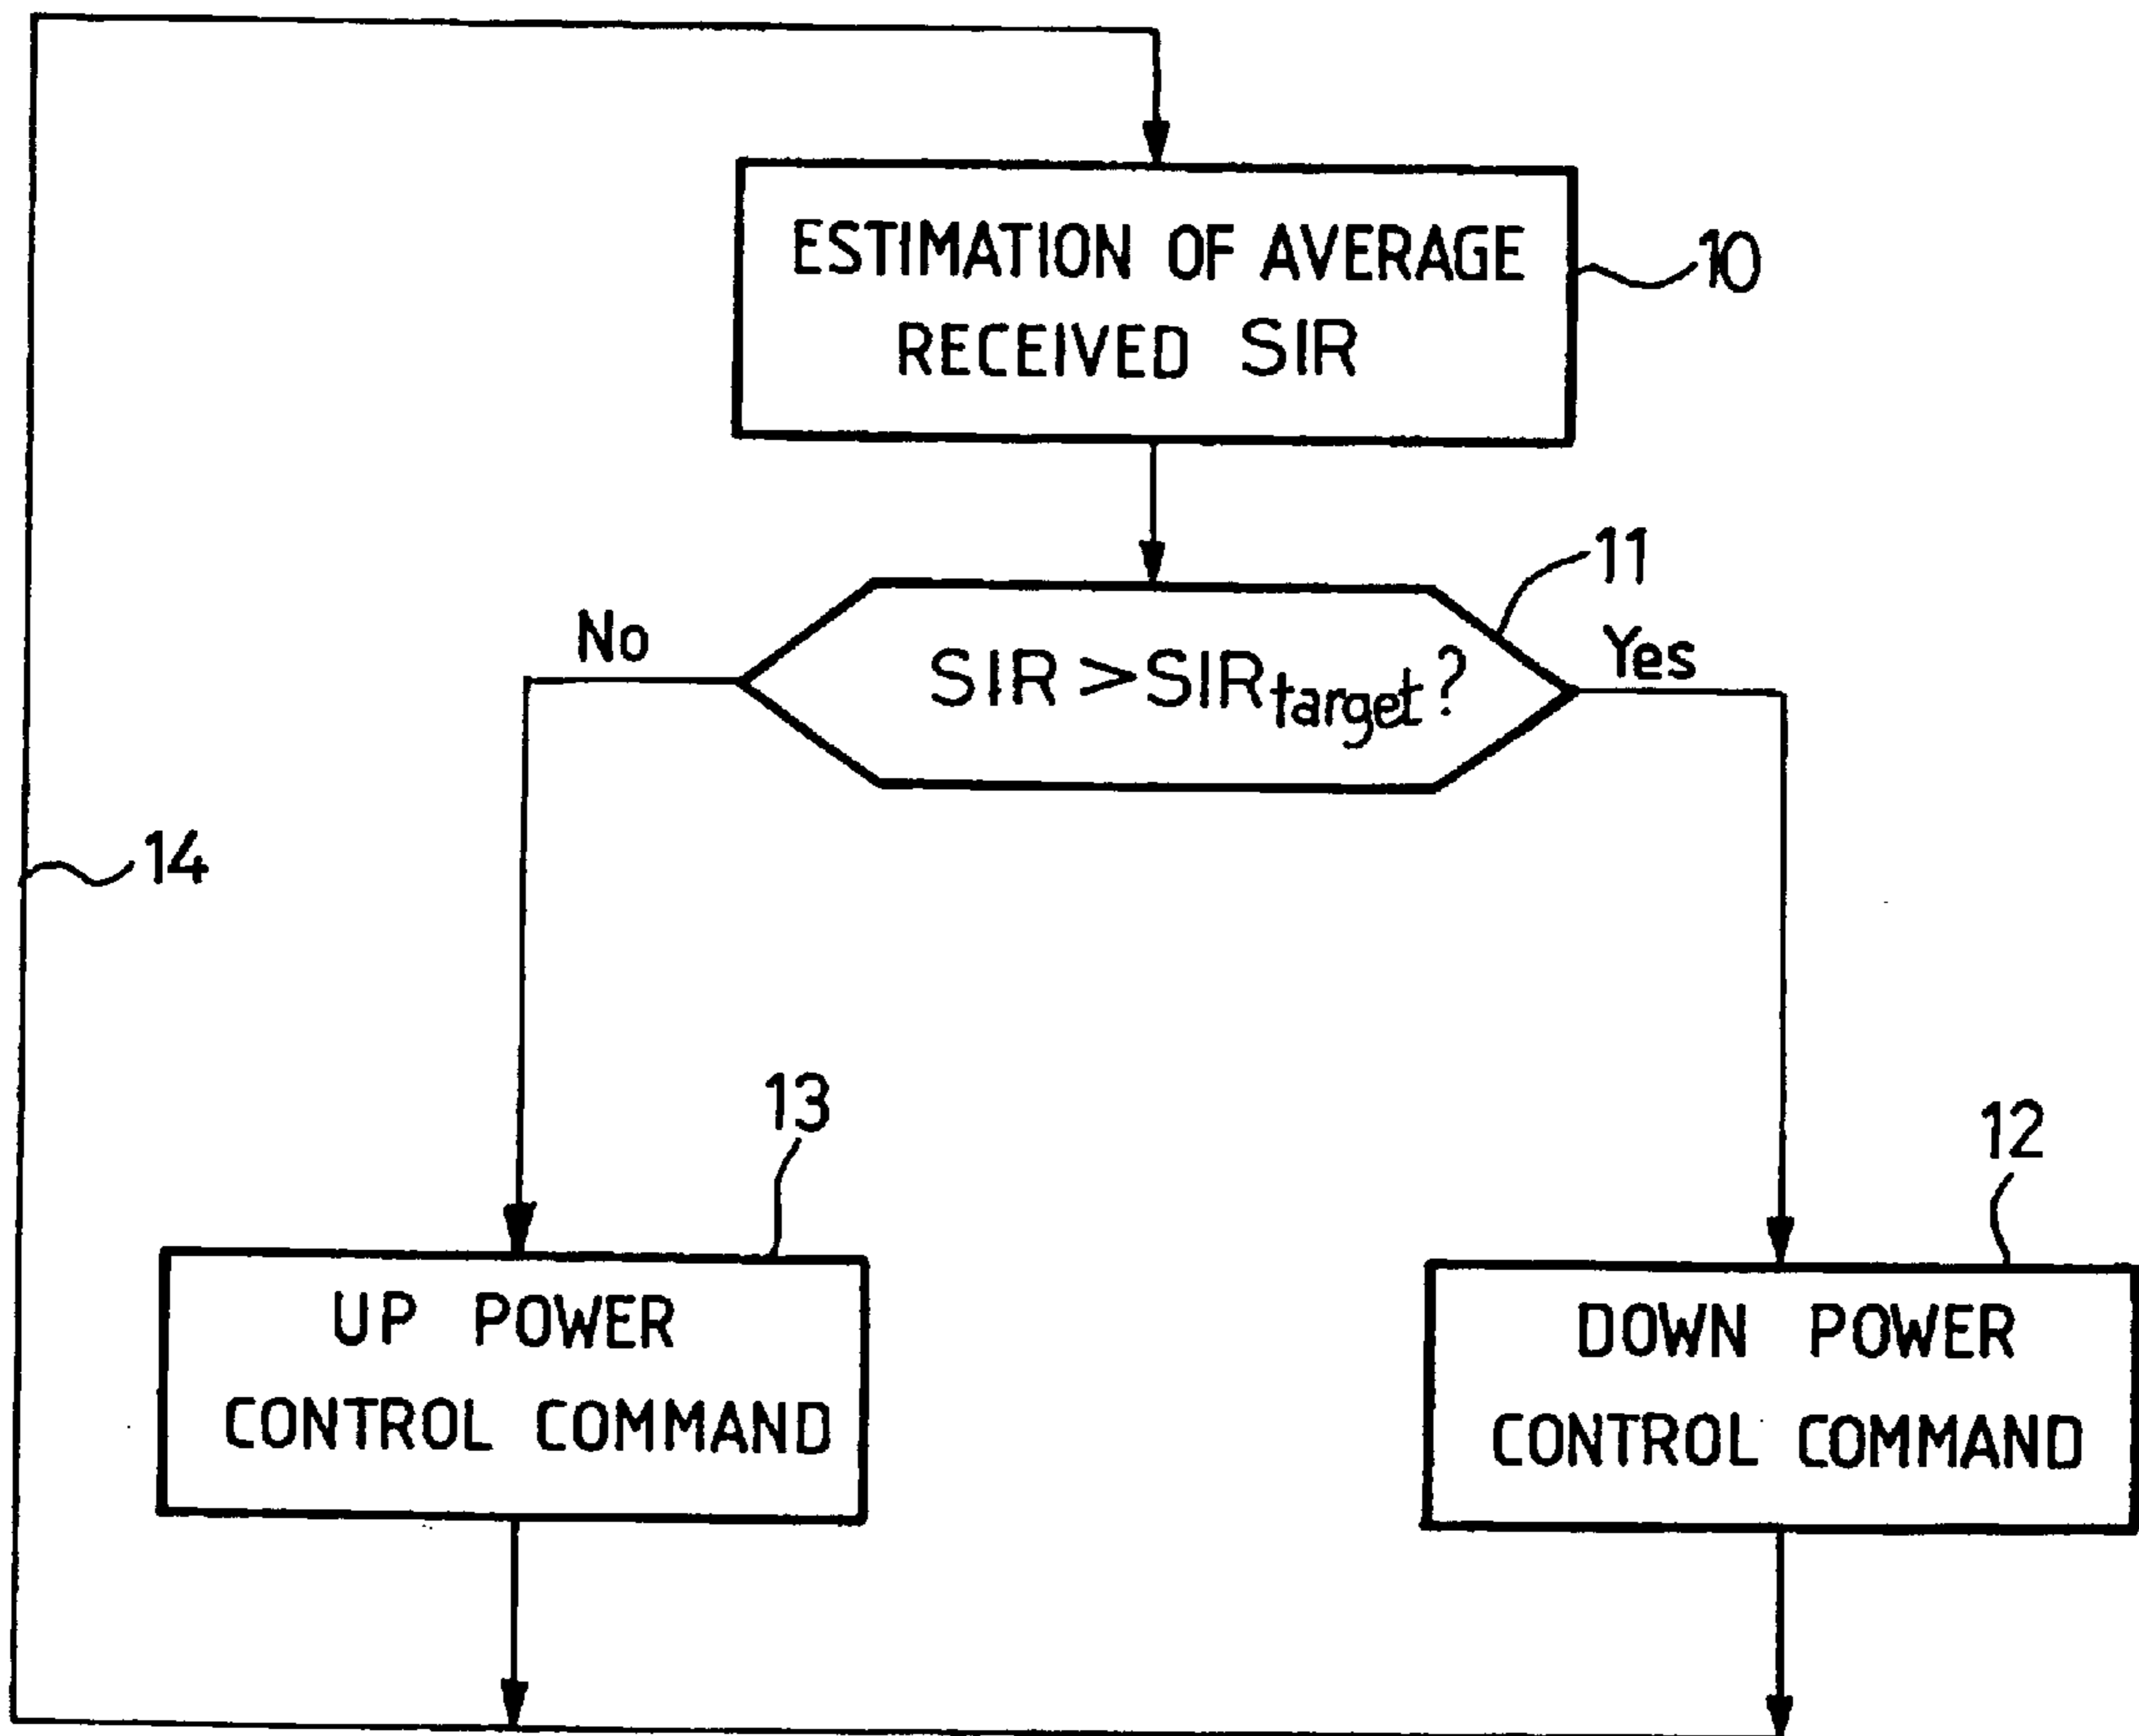 ESTIMATION OF AVERAGE
RECEIVED SIR
10
11
No
Yes
SIR > SIRtarget?
14
13
12
UP POWER
CONTROL COMMAND
DOWN POWER
CONTROL COMMAND